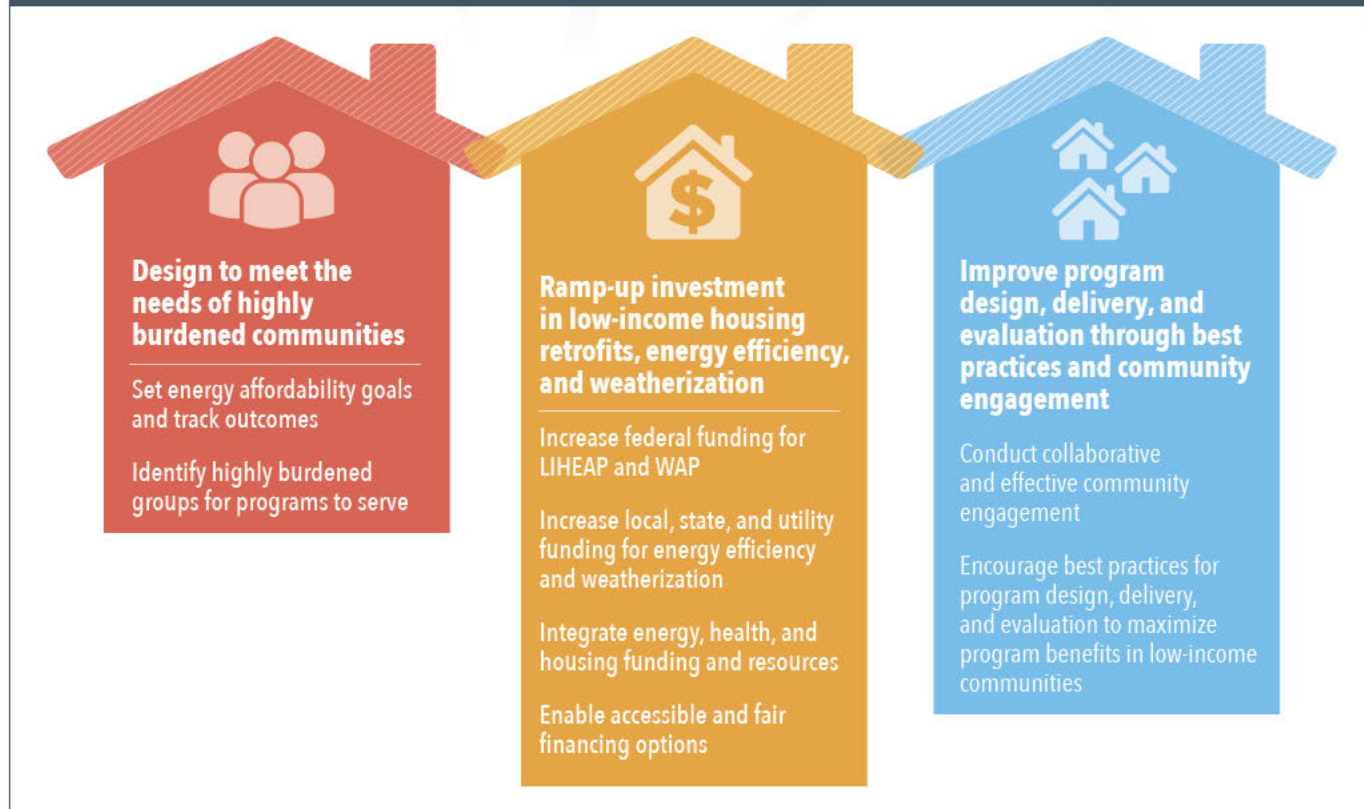 Design to meet the
needs of highly
burdened communities
Set energy affordability goals
and track outcomes
Identify highly burdened
groups for programs to serve
$
Ramp-up investment
in low-income housing
retrofits, energy efficiency,
and weatherization
Increase federal funding for
LIHEAP and WAP
Increase local, state, and utility
funding for energy efficiency
and weatherization
Integrate energy, health, and
housing funding and resources
Enable accessible and fair
financing options
Improve program
design, delivery, and
evaluation through best
practices and community
engagement
Conduct collaborative
and effective community
engagement
Encourage best practices for
program design, delivery,
and evaluation to maximize
program benefits in low-income
communities